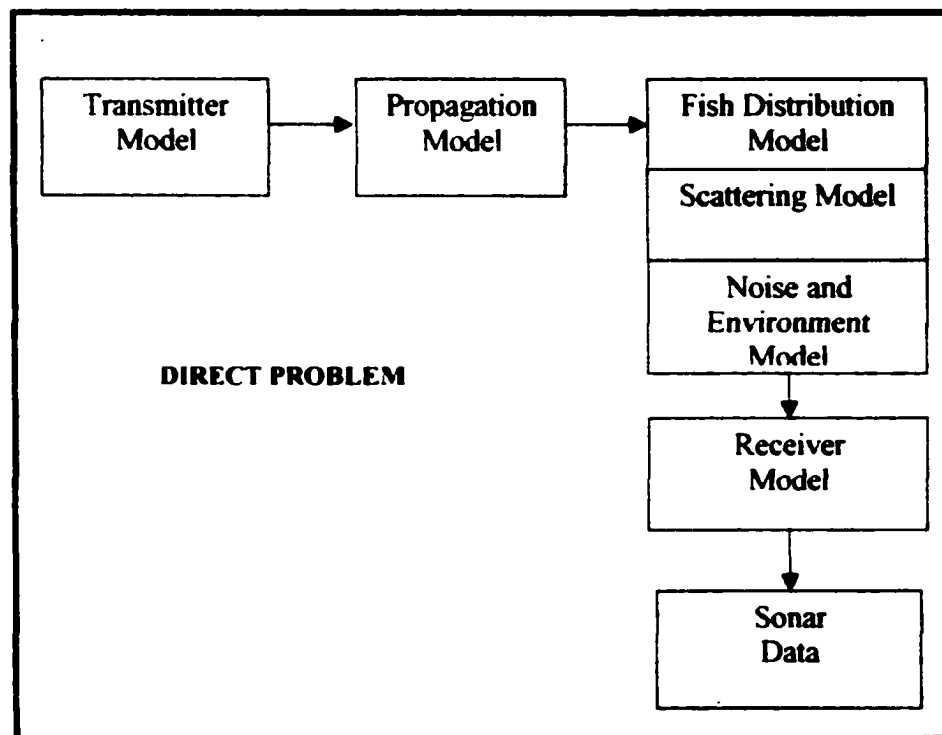 Transmitter
Model
Propagation
Model
Fish Distribution
Model
Scattering Model
Noise and
Environment
Model
DIRECT PROBLEM
Receiver
Model
Sonar
Data